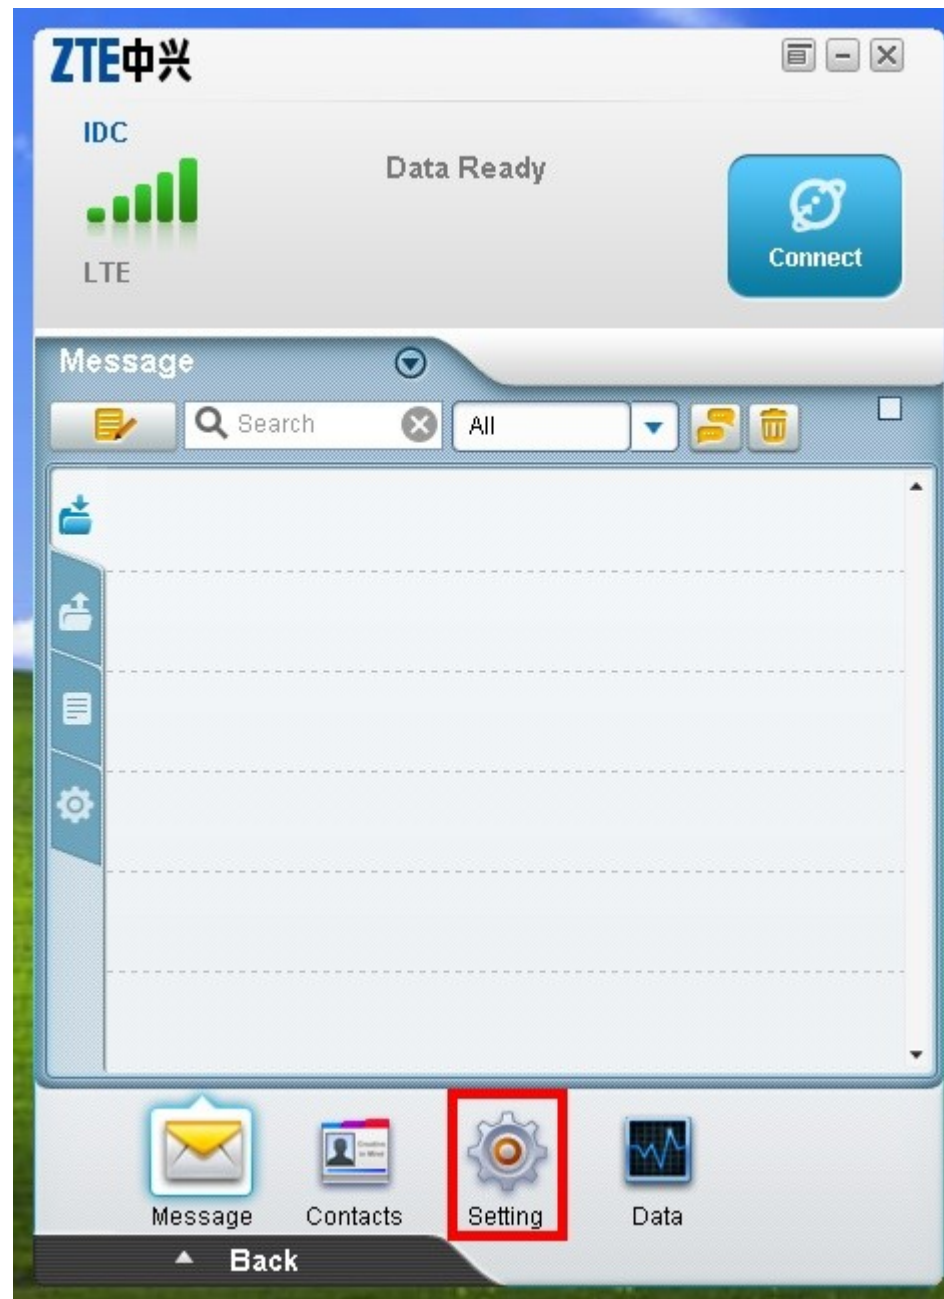 ZTE中兴
IDC
Data Ready
Connect
LTE
Message
Search
All
Message
Contacts
Setting
Data
Back